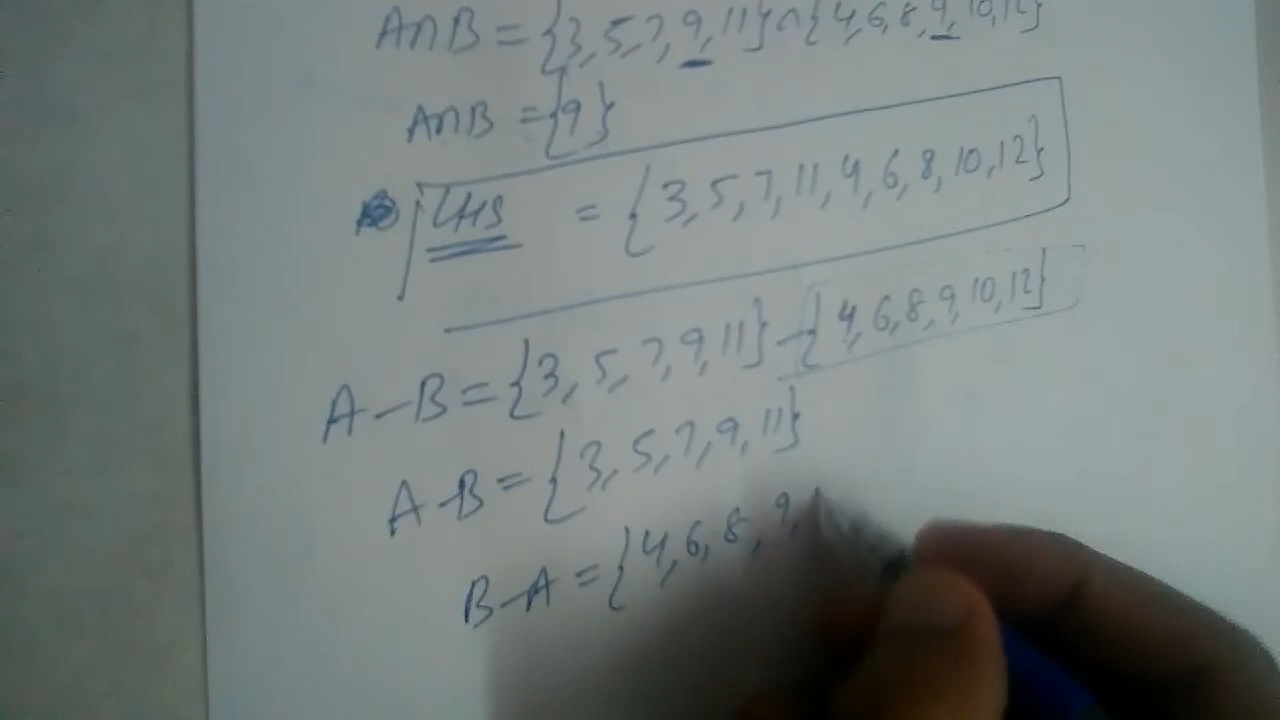 A∩B = {3,5,7,9,11}∩{4,6,8,9,10,12}
A∩B = {9}
LHS = {3,5,7,11,4,6,8,10,12}
A-B = {3,5,7,9,11} - {4,6,8,9,10,12}
A-B = {3,5,7,9,11}
B-A = {4,6,8,9,